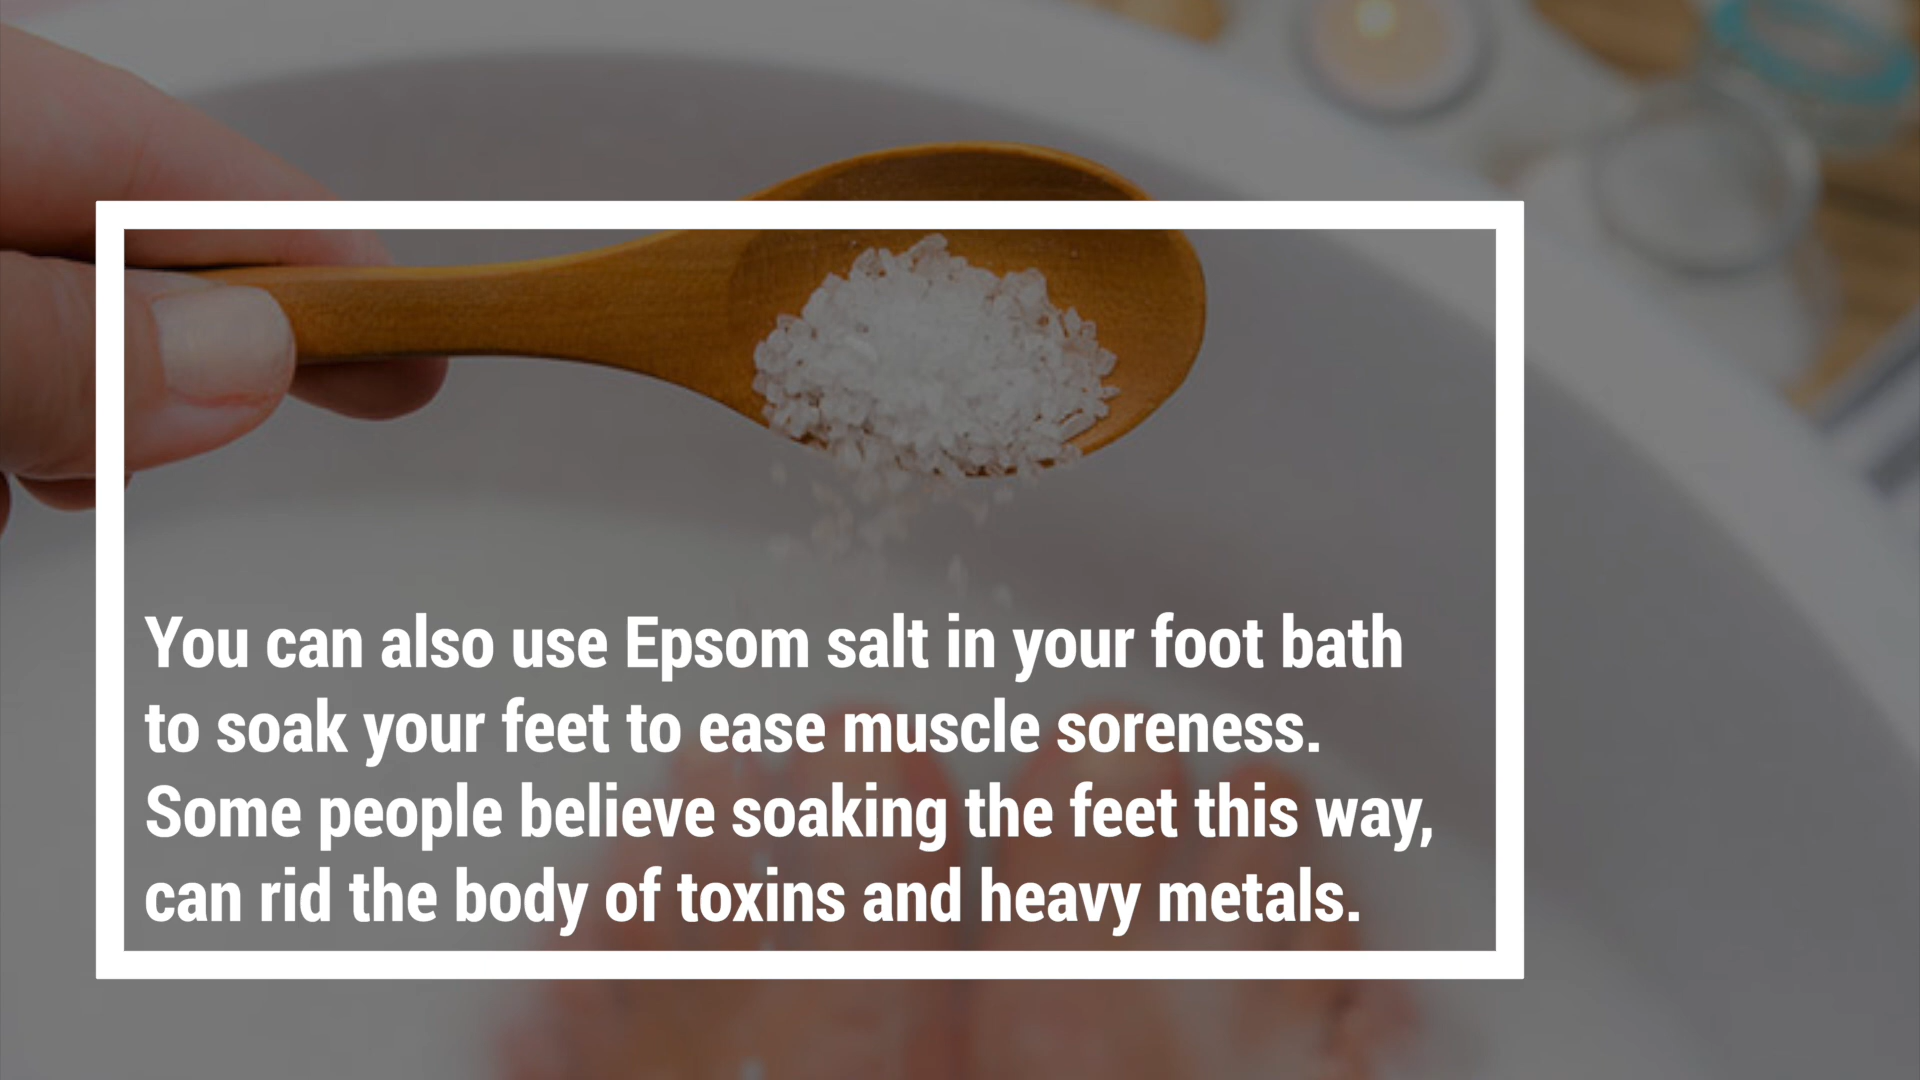 You can also use Epsom salt in your foot bath
to soak your feet to ease muscle soreness.
Some people believe soaking the feet this way,
can rid the body of toxins and heavy metals.